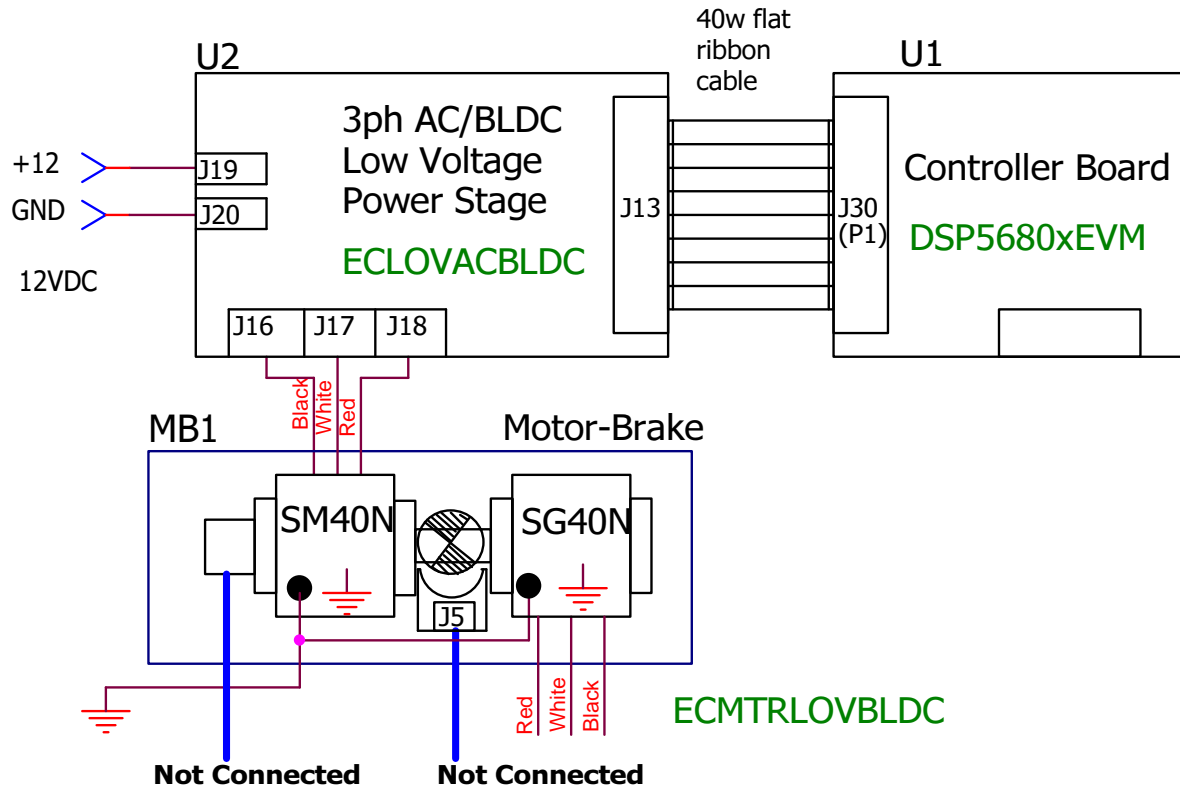 40w flat
ribbon
cable
U2
U1
3ph AC/BLDC
Low Voltage
Power Stage
ECLOVACBLDC
+12
J19
GND
J20
12VDC
J13
J30
(P1)
Controller Board
DSP5680xEVM
J16
J17
J18
Black
White
Red
MB1
Motor-Brake
SM40N
SG40N
J5
Red
White
Black
ECMTRLOVBLDC
Not Connected
Not Connected